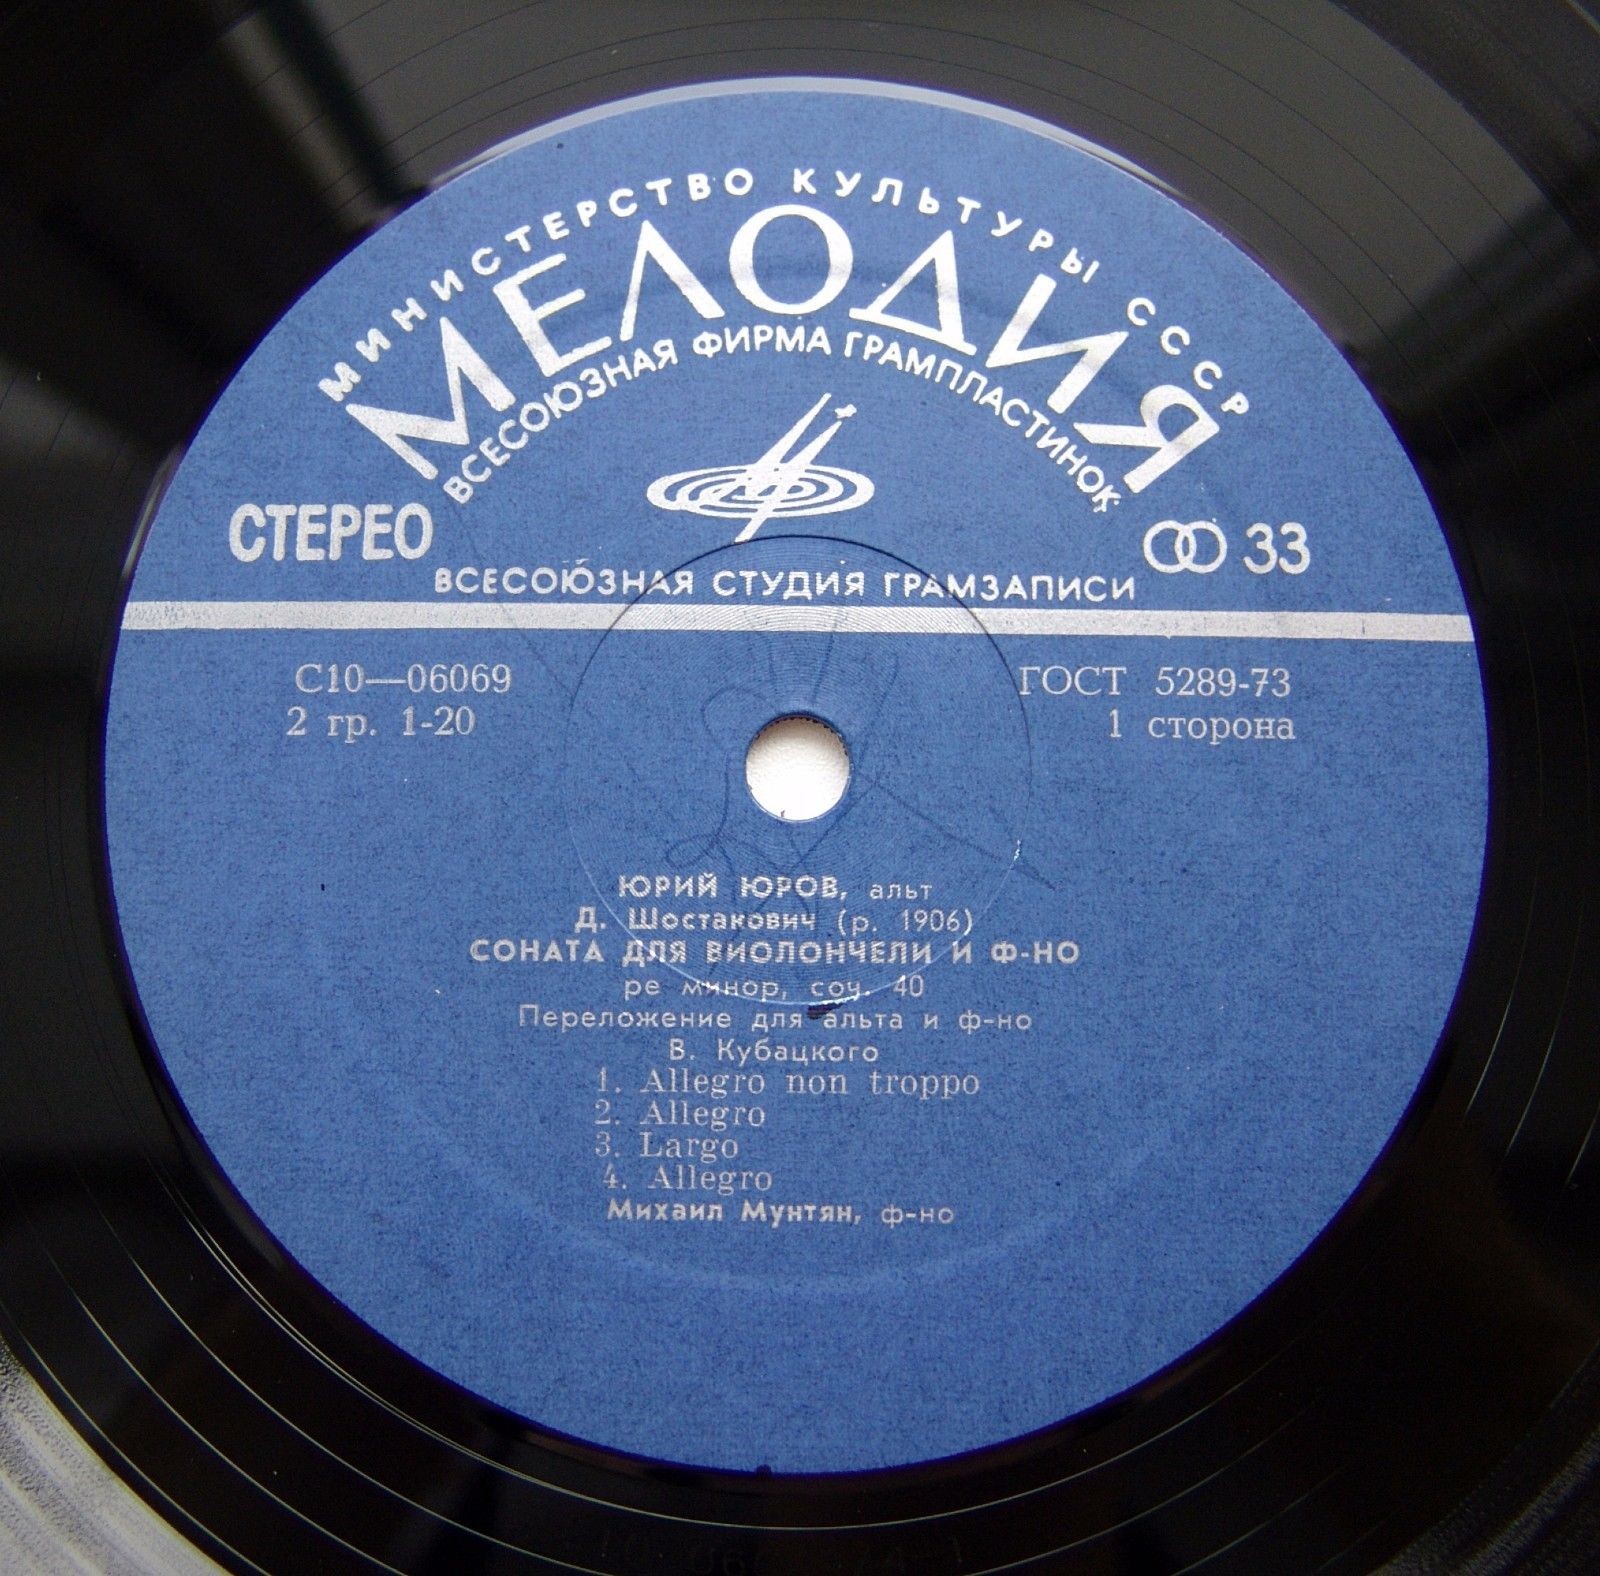 МИНИСТЕРСТВО КУЛЬТУРЫ СССР
МЕЛОДИЯ
ВСЕСОЮЗНАЯ ФИРМА ГРАМПЛАСТИНОК
СТЕРЕО
33
ВСЕСОЮЗНАЯ СТУДИЯ ГРАМЗАПИСИ
С10—06069
ГОСТ 5289-73
2 гр. 1-20
1 сторона
ЮРИЙ ЮРОВ, альт
Д. Шостакович (р. 1906)
СОНАТА ДЛЯ ВИОЛОНЧЕЛИ И Ф-НО
ре минор, соч. 40
Переложение для альта и ф-но
В. Кубацкого
1. Allegro non troppo
2. Allegro
3. Largo
4. Allegro
Михаил Мунтян, ф-но